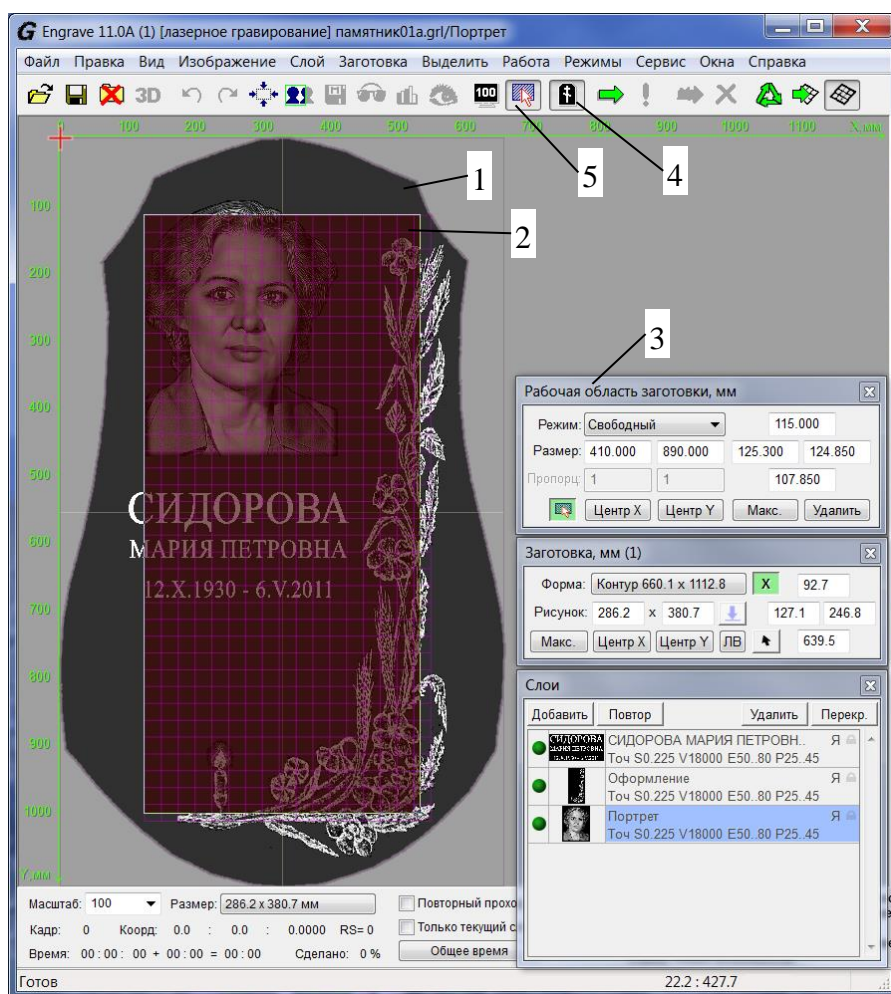 G Engrave 11.0A (1) [лазерное гравирование] памятник01a.grl/Портрет
Файл Правка Вид Изображение Слой Заготовка Выделить Работа Режимы Сервис Окна Справка
3D 100
0 100 200 300 400 500 600 700 800 900 1000 1100 X,мм
1
5
4
2
100
200
300
3
400
500
600
700
800
900
1000
Y,мм
СИДОРОВА
МАРИЯ ПЕТРОВНА
12.X.1930 - 6.V.2011
Рабочая область заготовки, мм
Режим: Свободный 115.000
Размер: 410.000 890.000 125.300 124.850
Пропорц: 1 1 107.850
Центр X Центр Y Макс. Удалить
Заготовка, мм (1)
Форма: Контур 660.1 x 1112.8 X 92.7
Рисунок: 286.2 x 380.7 127.1 246.8
Макс. Центр X Центр Y ЛВ 639.5
Слои
Добавить Повтор Удалить Перекр.
СИДОРОВА МАРИЯ ПЕТРОВН.. Я
Точ S0.225 V18000 E50..80 P25..45
Оформление Я
Точ S0.225 V18000 E50..80 P25..45
Портрет Я
Точ S0.225 V18000 E50..80 P25..45
Масштаб: 100 Размер: 286.2 x 380.7 мм Повторный прохо
Кадр: 0 Коорд: 0.0 : 0.0 : 0.0000 RS= 0 Только текущий с
Время: 00 : 00 : 00 + 00 : 00 = 00 : 00 Сделано: 0 % Общее время
Готов 22.2 : 427.7